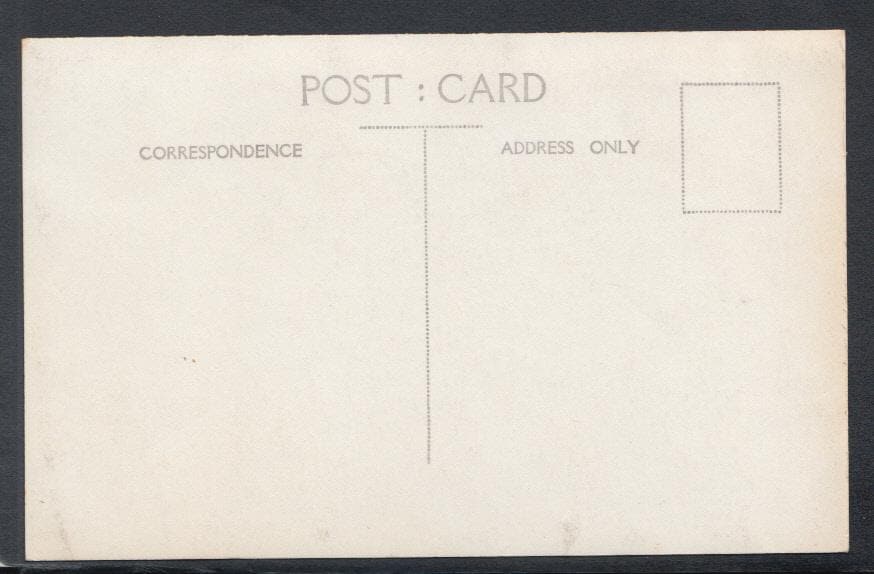 POST : CARD
CORRESPONDENCE
ADDRESS ONLY